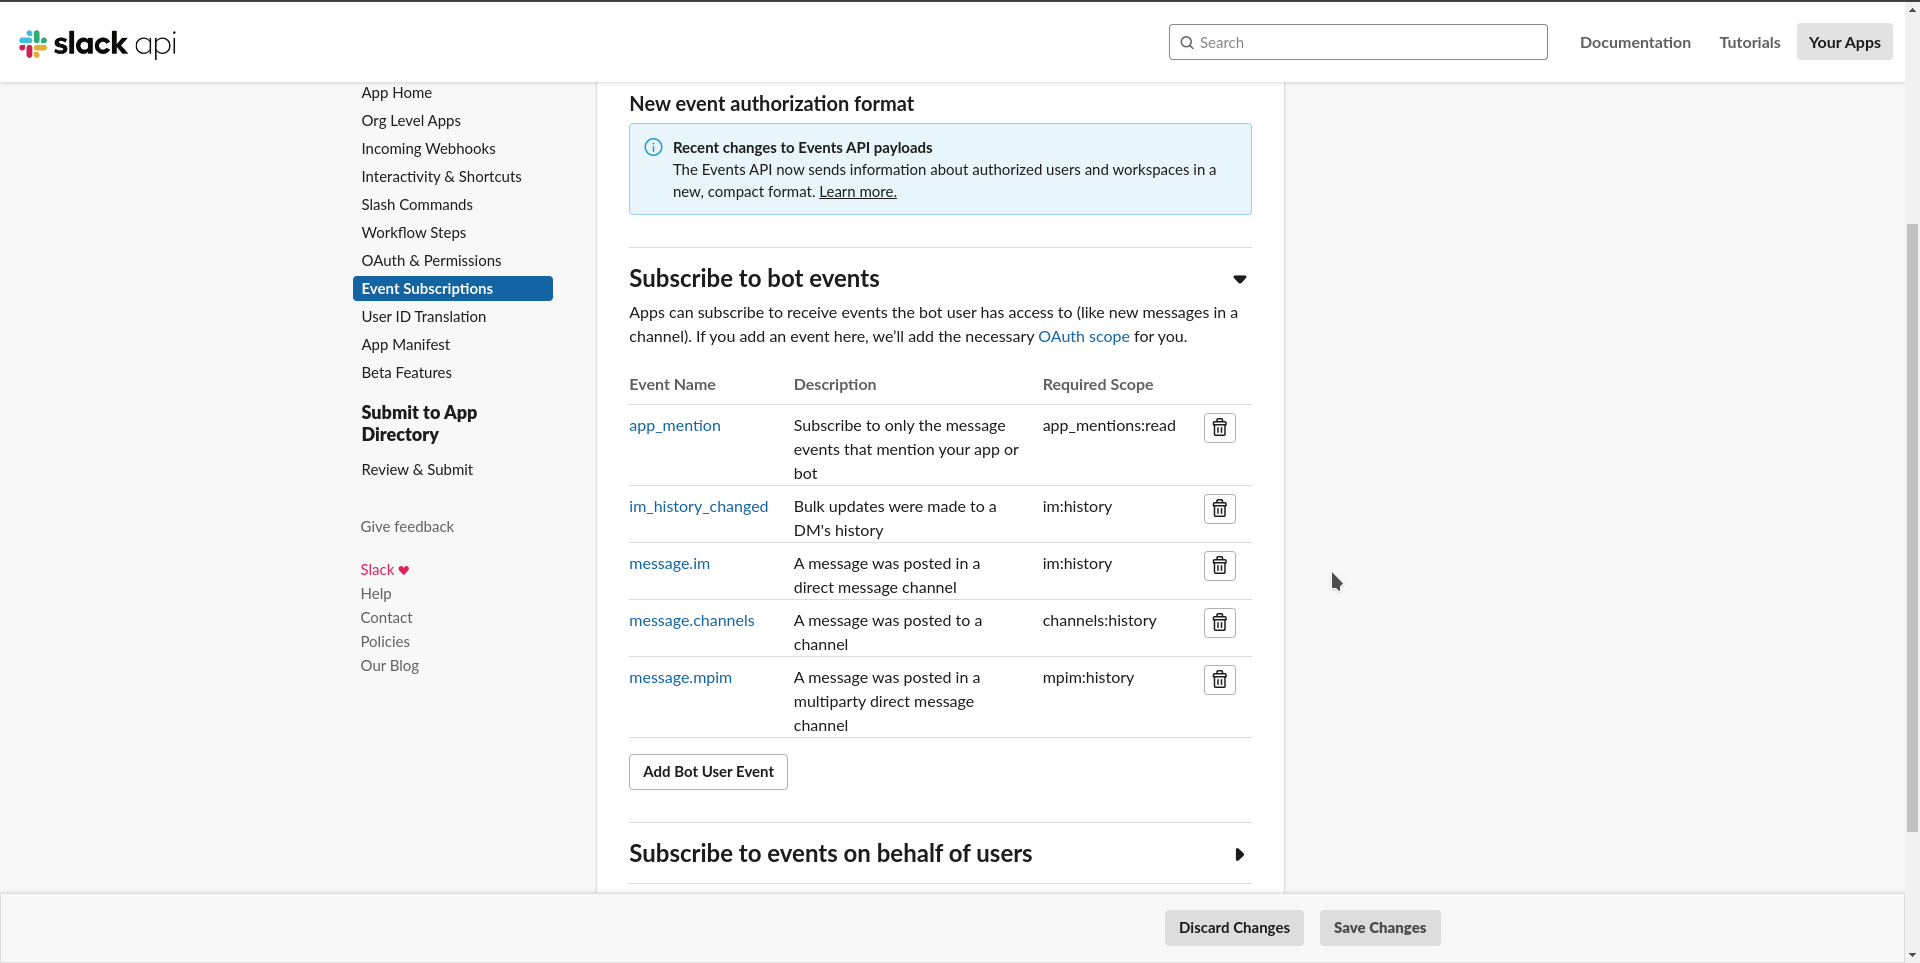 slack api
Search
Documentation
Tutorials
Your Apps
App Home
Org Level Apps
Incoming Webhooks
Interactivity & Shortcuts
Slash Commands
Workflow Steps
OAuth & Permissions
Event Subscriptions
User ID Translation
App Manifest
Beta Features
Submit to App
Directory
Review & Submit
Give feedback
Slack ♥
Help
Contact
Policies
Our Blog
New event authorization format
Recent changes to Events API payloads
The Events API now sends information about authorized users and workspaces in a
new, compact format. Learn more.
Subscribe to bot events
Apps can subscribe to receive events the bot user has access to (like new messages in a
channel). If you add an event here, we’ll add the necessary OAuth scope for you.
Event Name Description Required Scope
app_mention Subscribe to only the message app_mentions:read
events that mention your app or
bot
im_history_changed Bulk updates were made to a im:history
DM's history
message.im A message was posted in a im:history
direct message channel
message.channels A message was posted to a channels:history
channel
message.mpim A message was posted in a mpim:history
multiparty direct message
channel
Add Bot User Event
Subscribe to events on behalf of users
Discard Changes
Save Changes